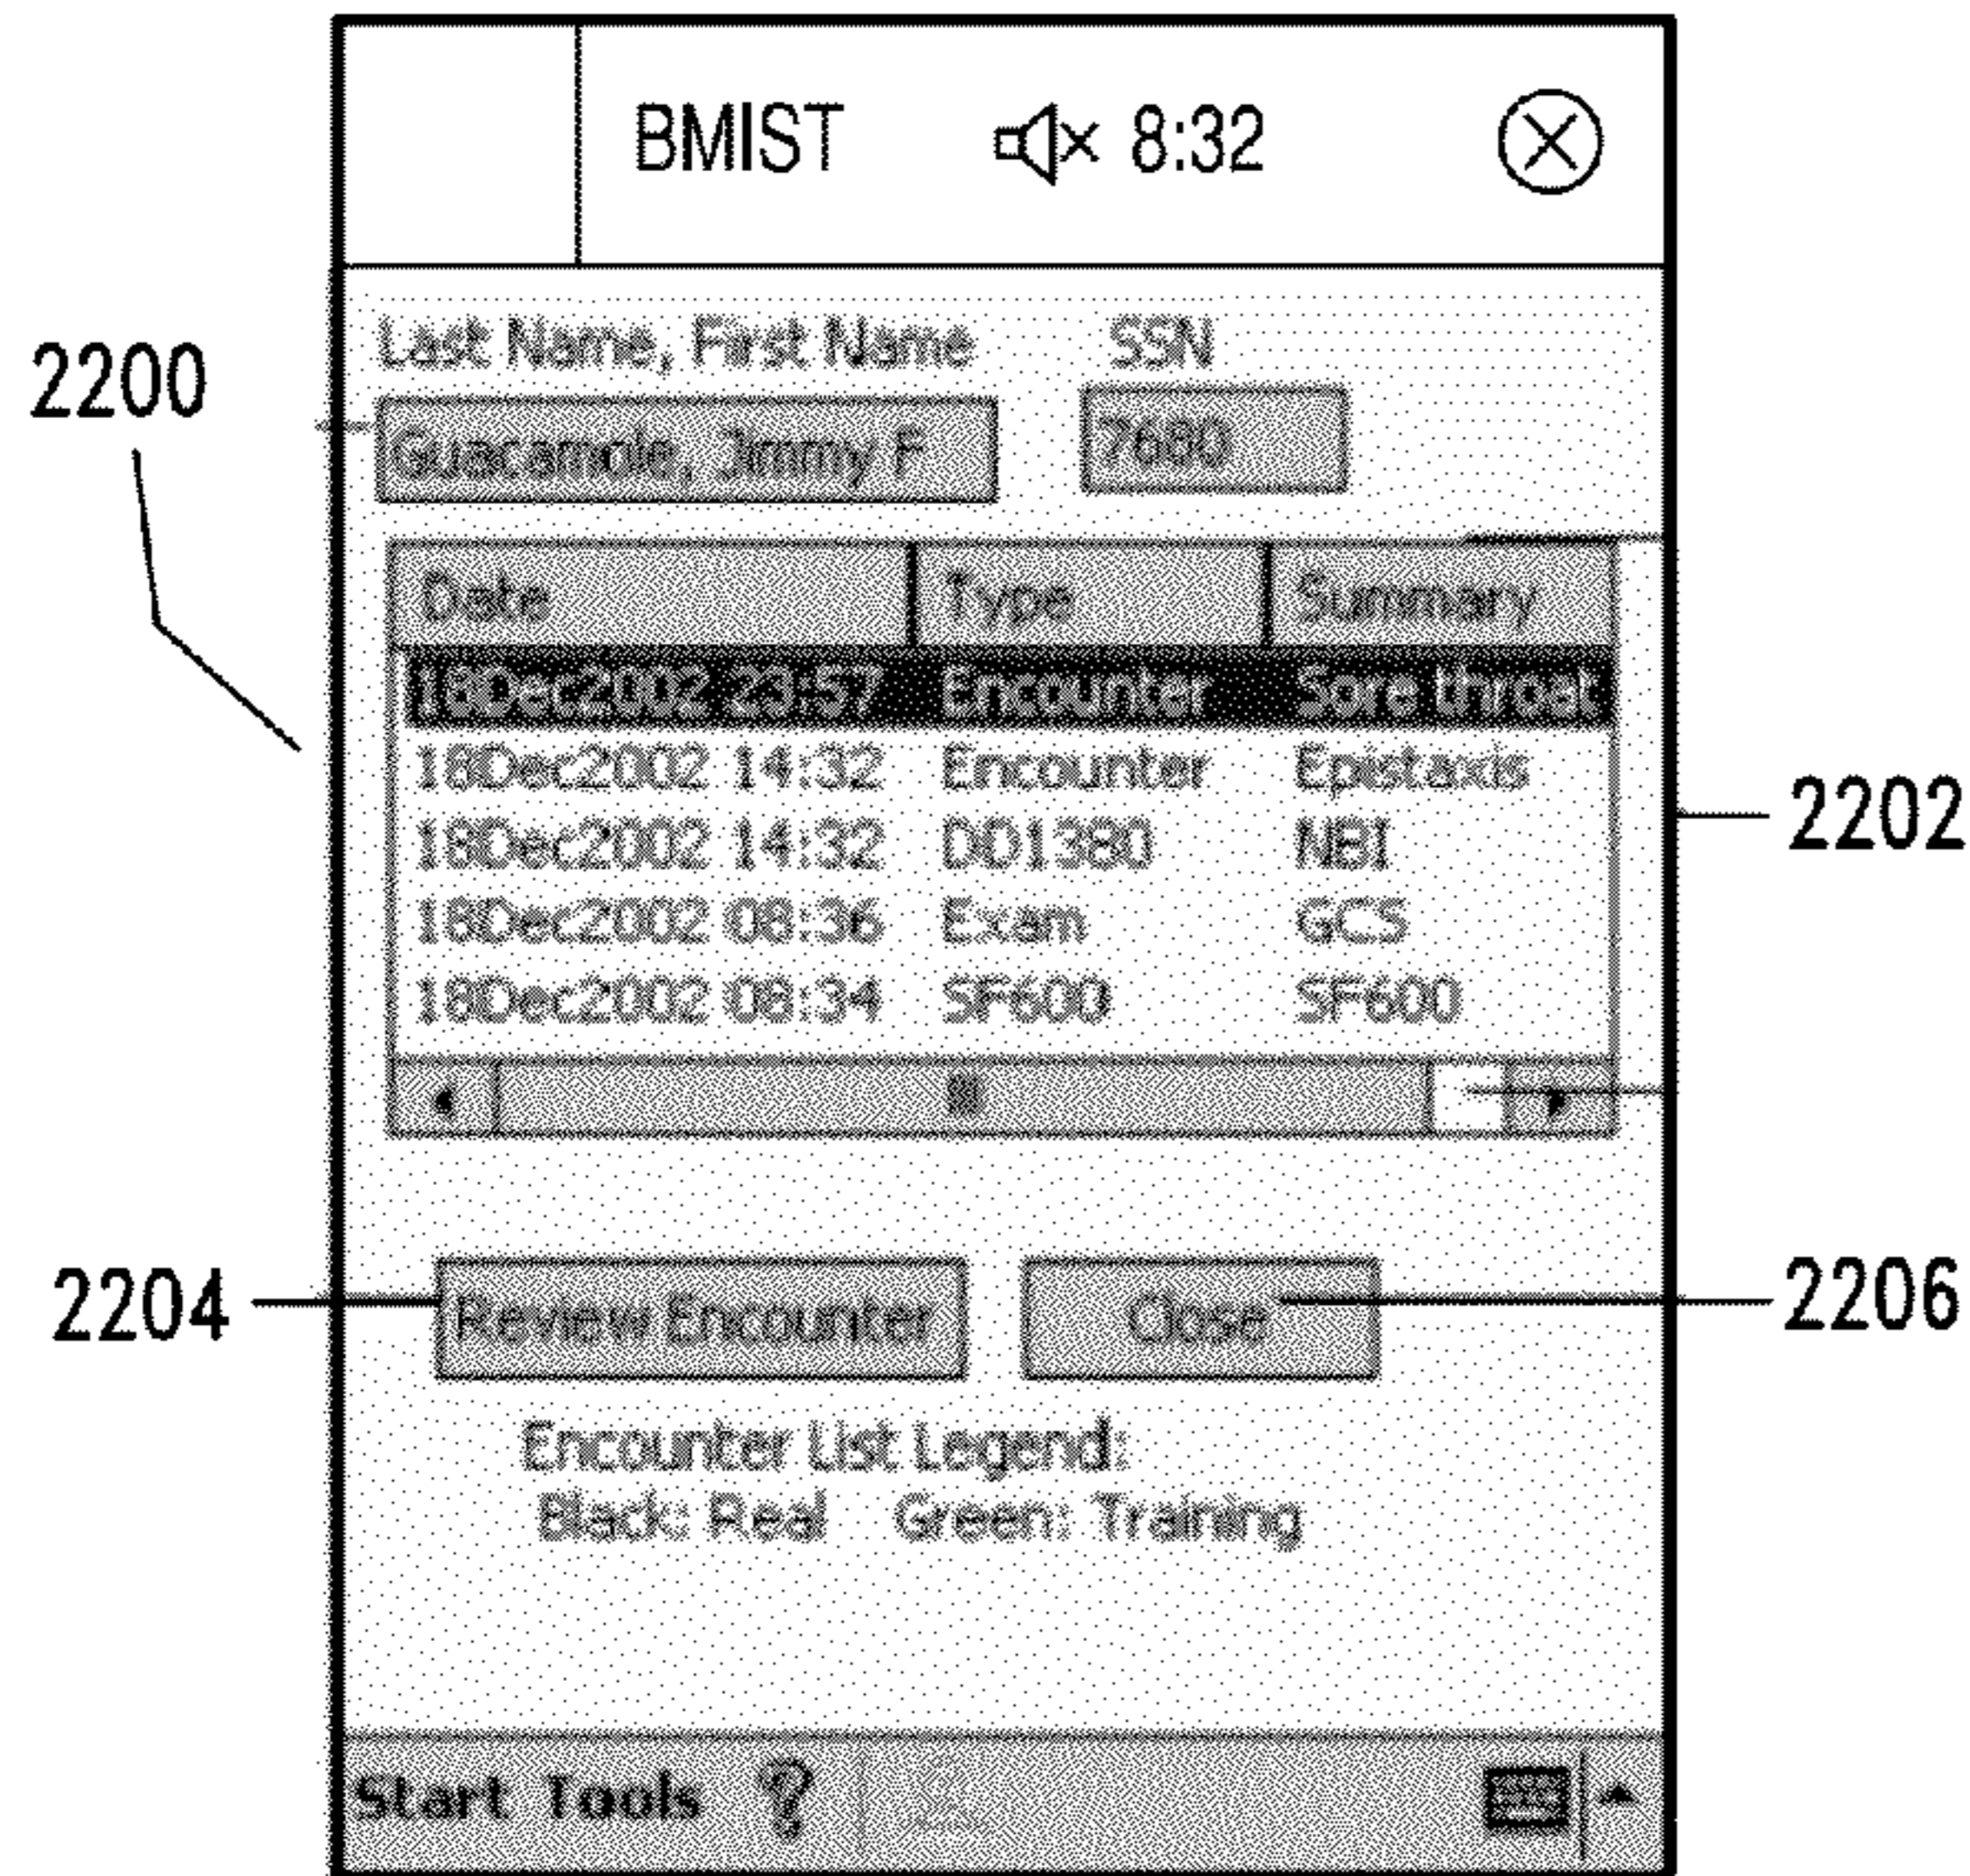 BMIST 8:32
Last Name, First Name SSN
2200
Guacamole, Jimmy F 7680
Date Type Summary
18Dec2002 23:57 Encounter Sore throat
18Dec2002 14:32 Encounter Epistaxis
2202
18Dec2002 14:32 DD1380 NBI
18Dec2002 08:36 Exam GCS
18Dec2002 08:34 SF600 SF600
2204 Review Encounter Close 2206
Encounter List Legend:
Black: Real Green: Training
Start Tools ?